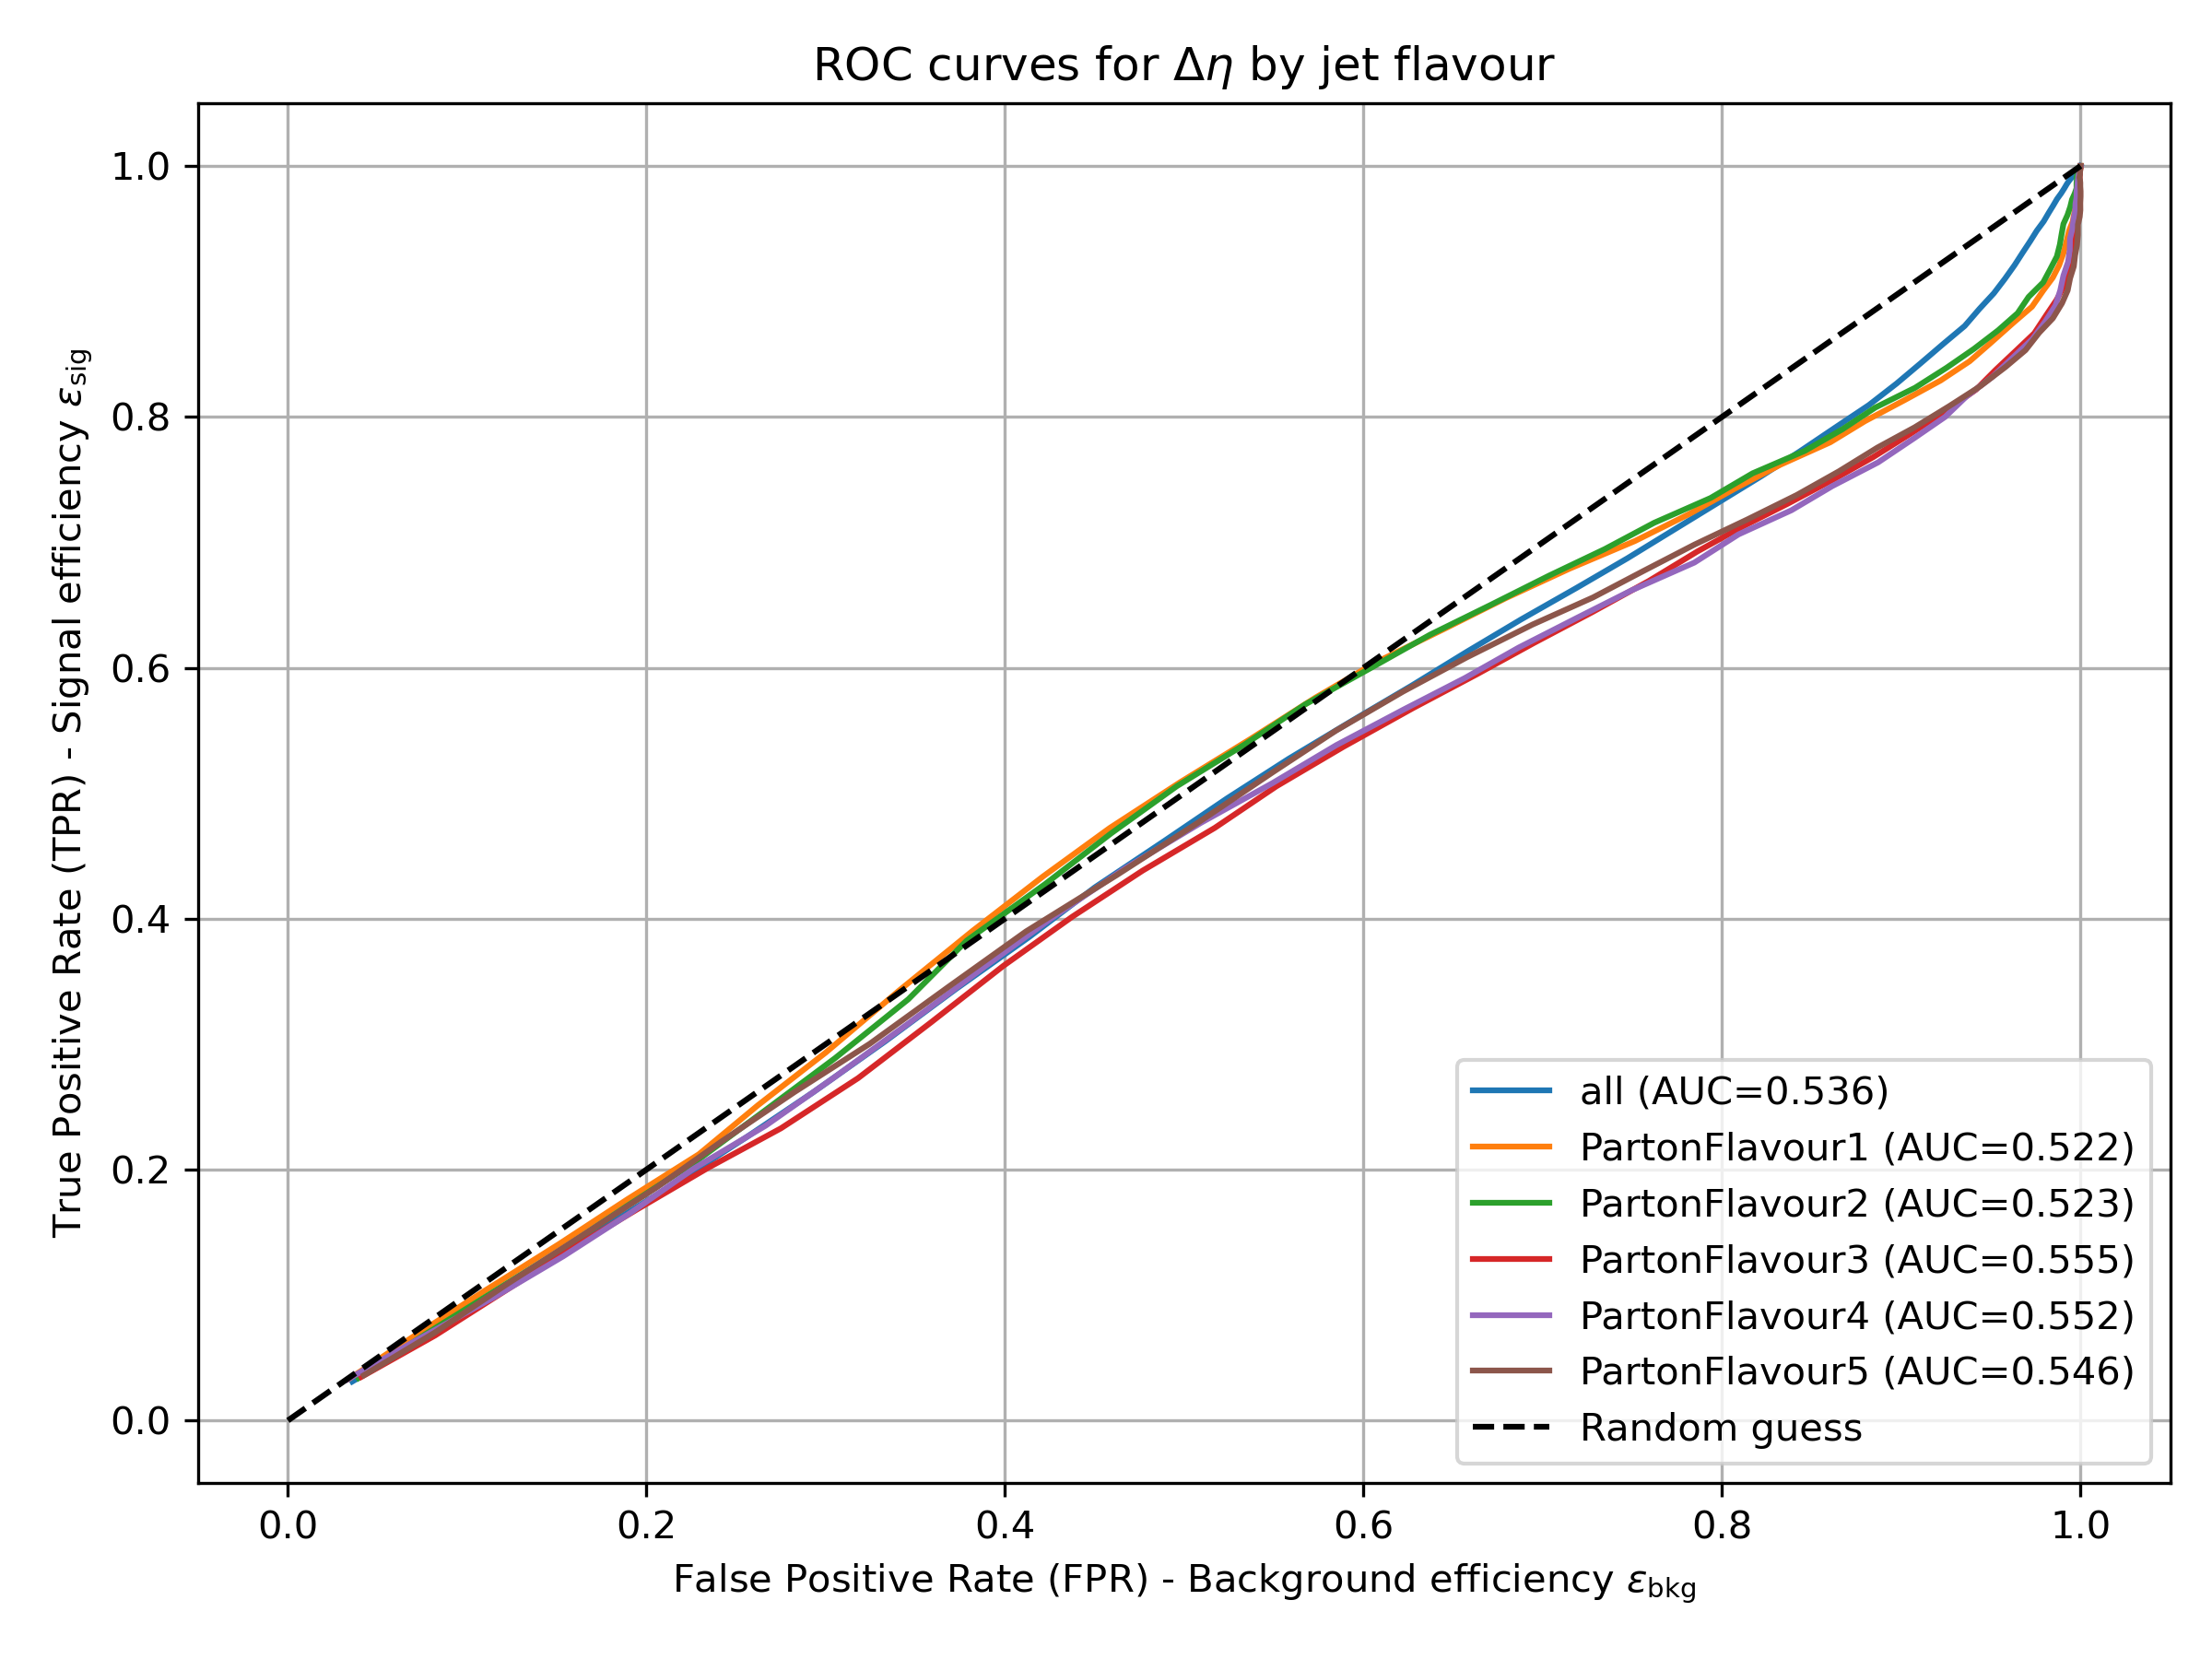 ROC curves for Δη by jet flavour
True Positive Rate (TPR) - Signal efficiency ε_sig
1.0
0.8
0.6
0.4
0.2
0.0
all (AUC=0.536)
PartonFlavour1 (AUC=0.522)
PartonFlavour2 (AUC=0.523)
PartonFlavour3 (AUC=0.555)
PartonFlavour4 (AUC=0.552)
PartonFlavour5 (AUC=0.546)
Random guess
0.0 0.2 0.4 0.6 0.8 1.0
False Positive Rate (FPR) - Background efficiency ε_bkg